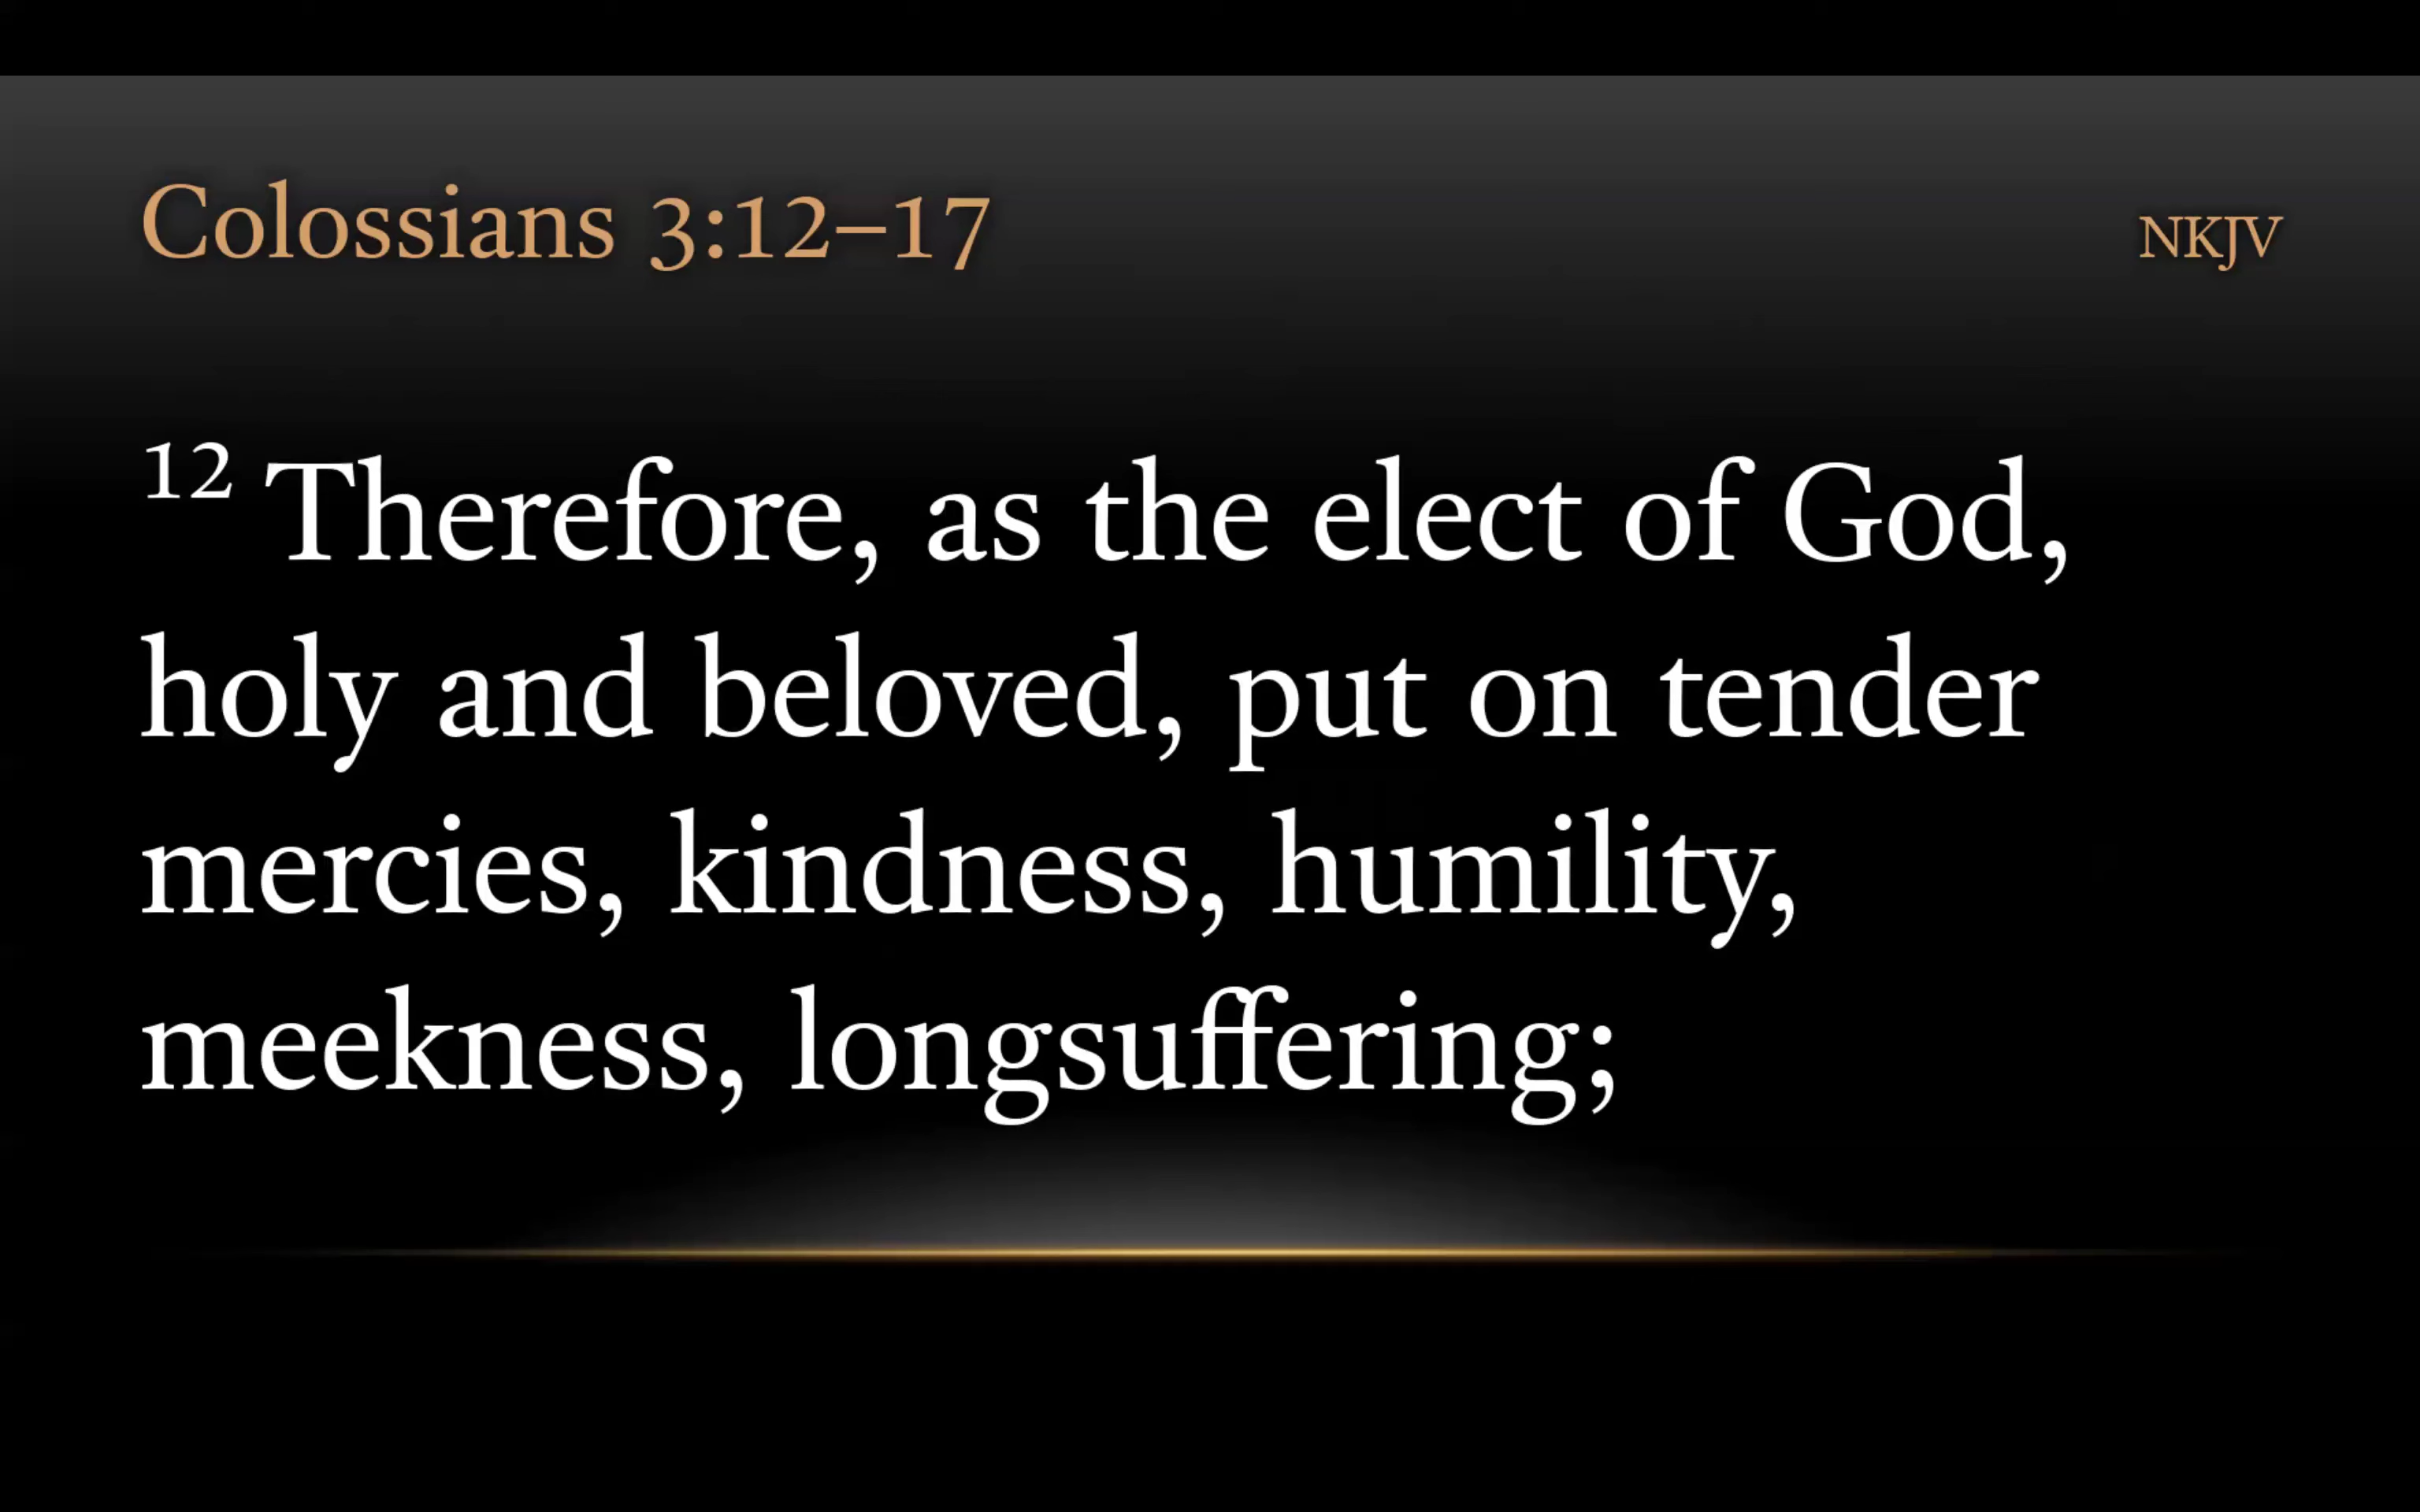 Colossians 3:12–17
NKJV
12 Therefore, as the elect of God,
holy and beloved, put on tender
mercies, kindness, humility,
meekness, longsuffering;